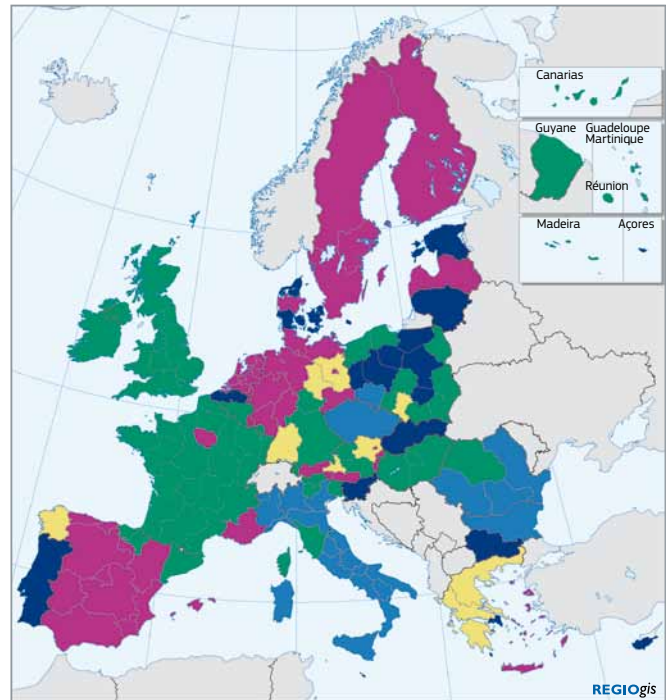 Canarias
Guyane
Guadeloupe
Martinique
Réunion
Madeira
Açores
REGIOgis